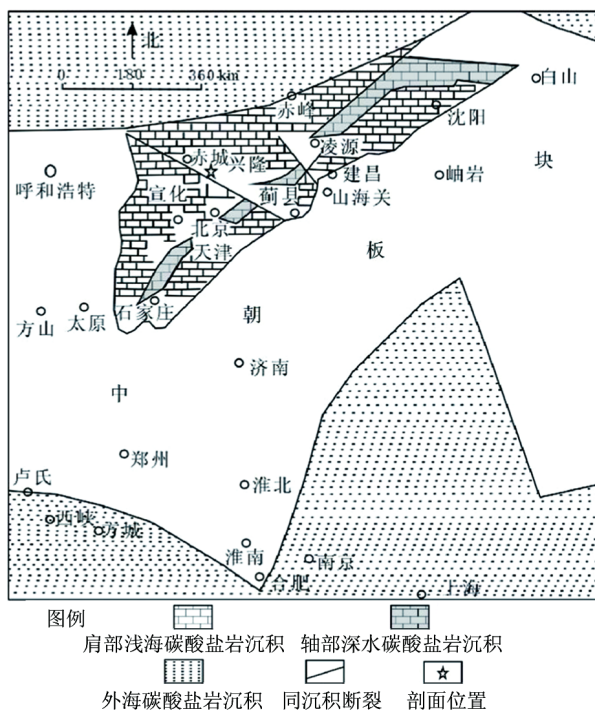 北
0 180 360 km
白山
赤峰
沈阳
凌源
赤城 兴隆
建昌
岫岩
块
呼和浩特
宣化
蓟县
山海关
北京
天津
板
方山
太原
石家庄
朝
济南
中
郑州
卢氏
淮北
西峡
方城
淮南
南京
合肥
上海
图例
肩部浅海碳酸盐岩沉积 轴部深水碳酸盐岩沉积
外海碳酸盐岩沉积 同沉积断裂 剖面位置